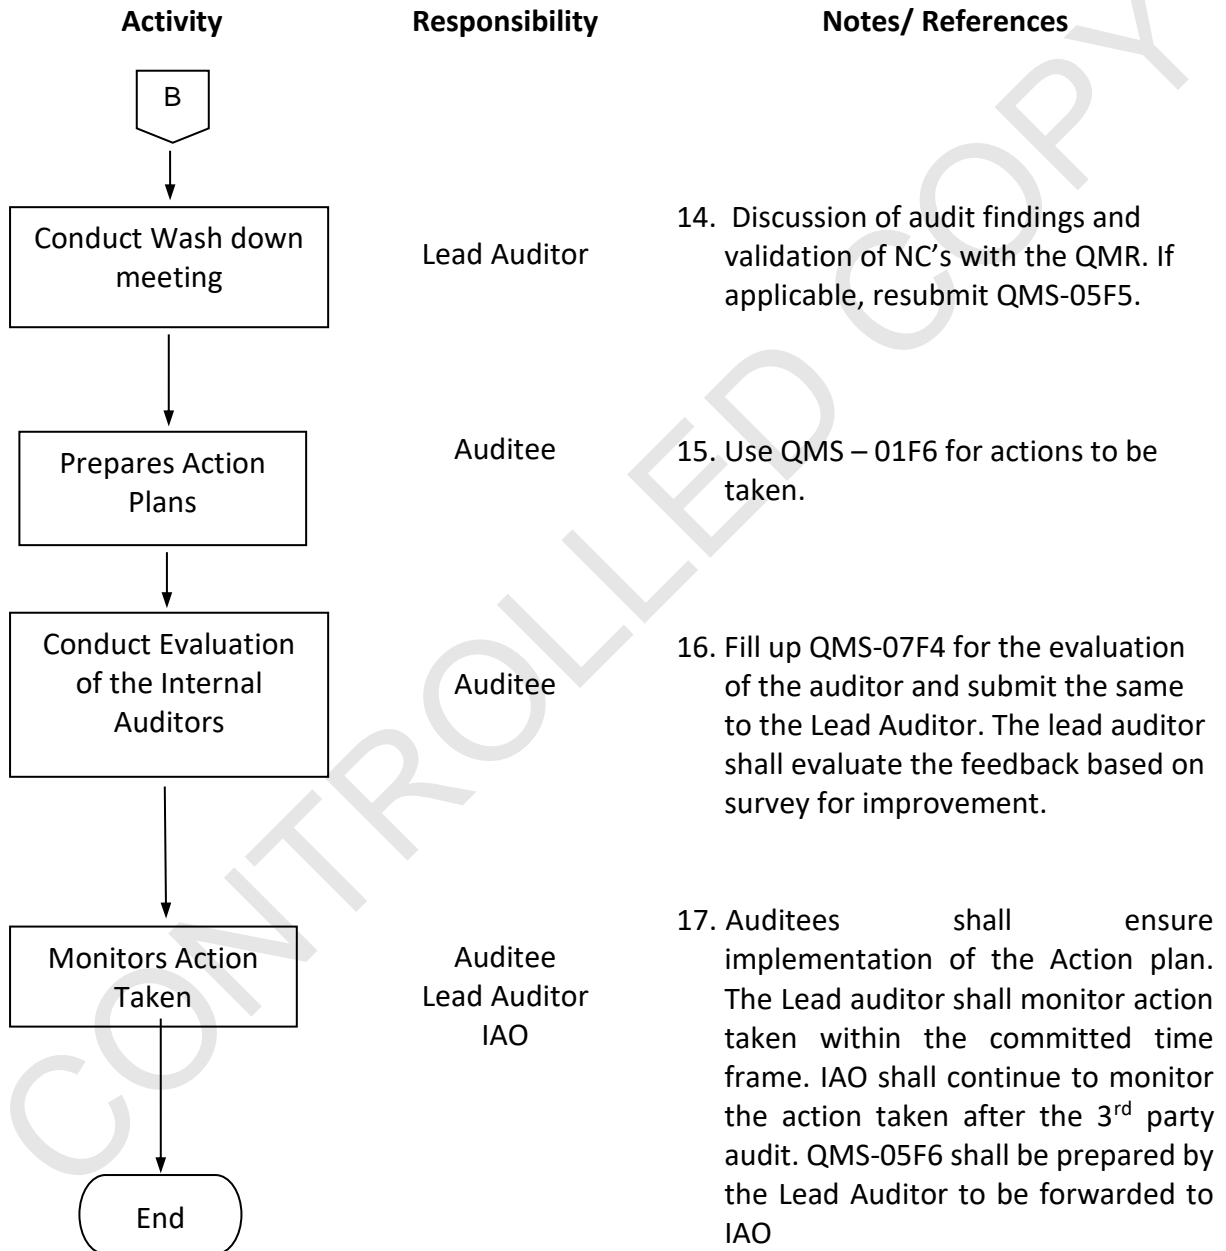 Activity Responsibility Notes/ References
B
Conduct Wash down
meeting
Lead Auditor
14. Discussion of audit findings and
validation of NC's with the QMR. If
applicable, resubmit QMS-05F5.
Prepares Action
Plans
Auditee
15. Use QMS – 01F6 for actions to be
taken.
Conduct Evaluation
of the Internal
Auditors
Auditee
16. Fill up QMS-07F4 for the evaluation
of the auditor and submit the same
to the Lead Auditor. The lead auditor
shall evaluate the feedback based on
survey for improvement.
Monitors Action
Taken
Auditee
Lead Auditor
IAO
17. Auditees shall ensure
implementation of the Action plan.
The Lead auditor shall monitor action
taken within the committed time
frame. IAO shall continue to monitor
the action taken after the 3rd party
audit. QMS-05F6 shall be prepared by
the Lead Auditor to be forwarded to
IAO
End
CONTROLLED COPY